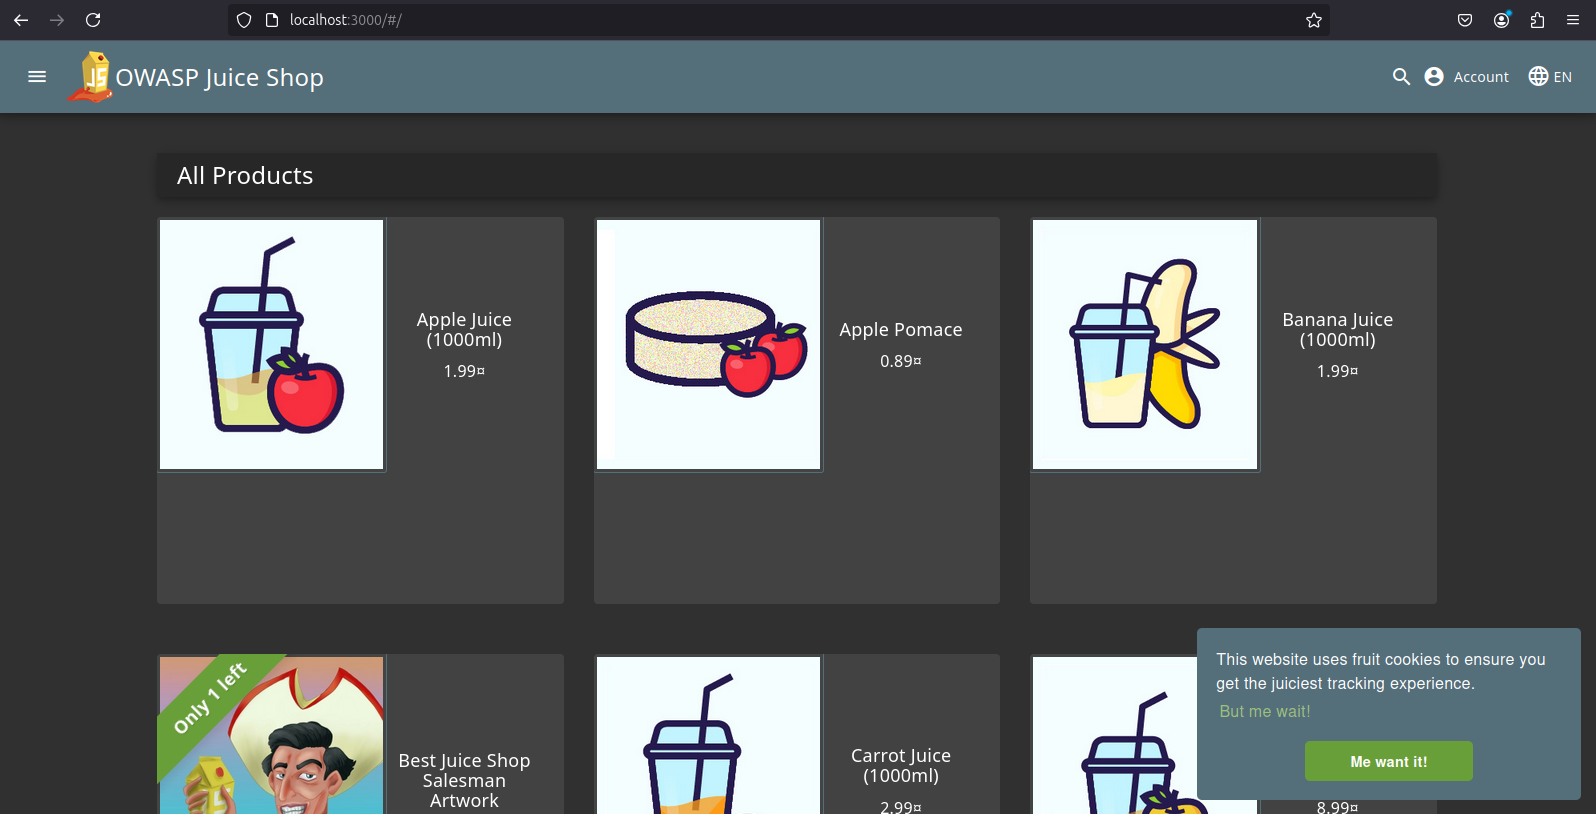 localhost:3000/#/
JS
OWASP Juice Shop
Account
EN
All Products
Apple Juice
(1000ml)
1.99¤
Apple Pomace
0.89¤
Banana Juice
(1000ml)
1.99¤
Only 1 left
Best Juice Shop
Salesman
Artwork
Carrot Juice
(1000ml)
2.99¤
8.99¤
This website uses fruit cookies to ensure you
get the juiciest tracking experience.
But me wait!
Me want it!